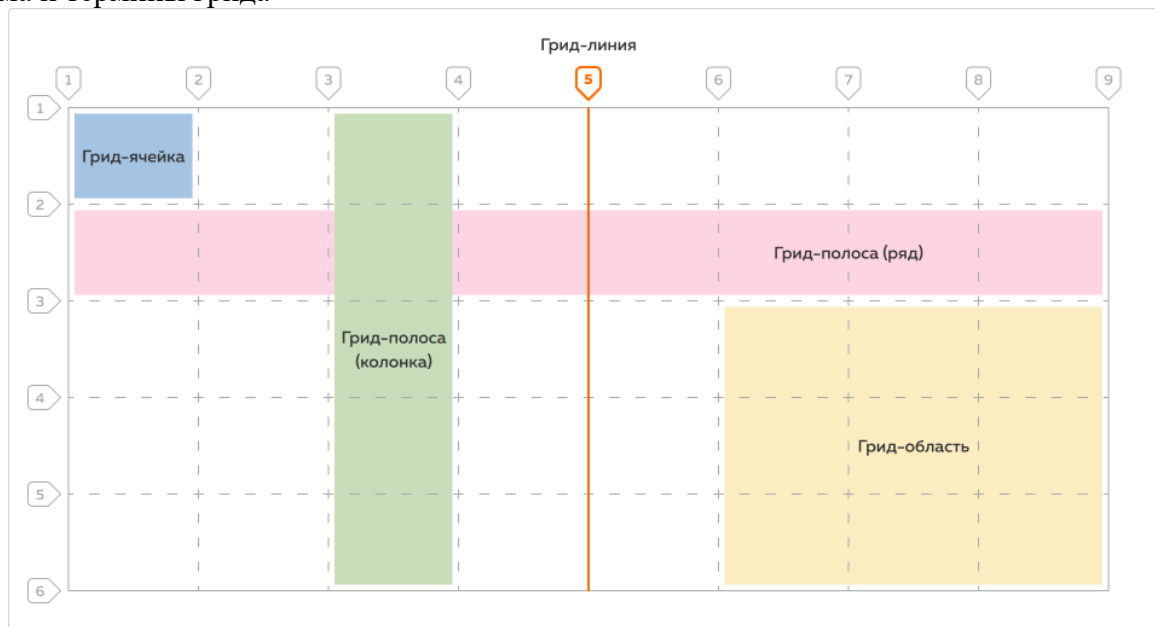 Грид-линия
1 2 3 4 5 6 7 8 9
1
Грид-ячейка
2
Грид-полоса (ряд)
3
Грид-полоса
(колонка)
4
Грид-область
5
6